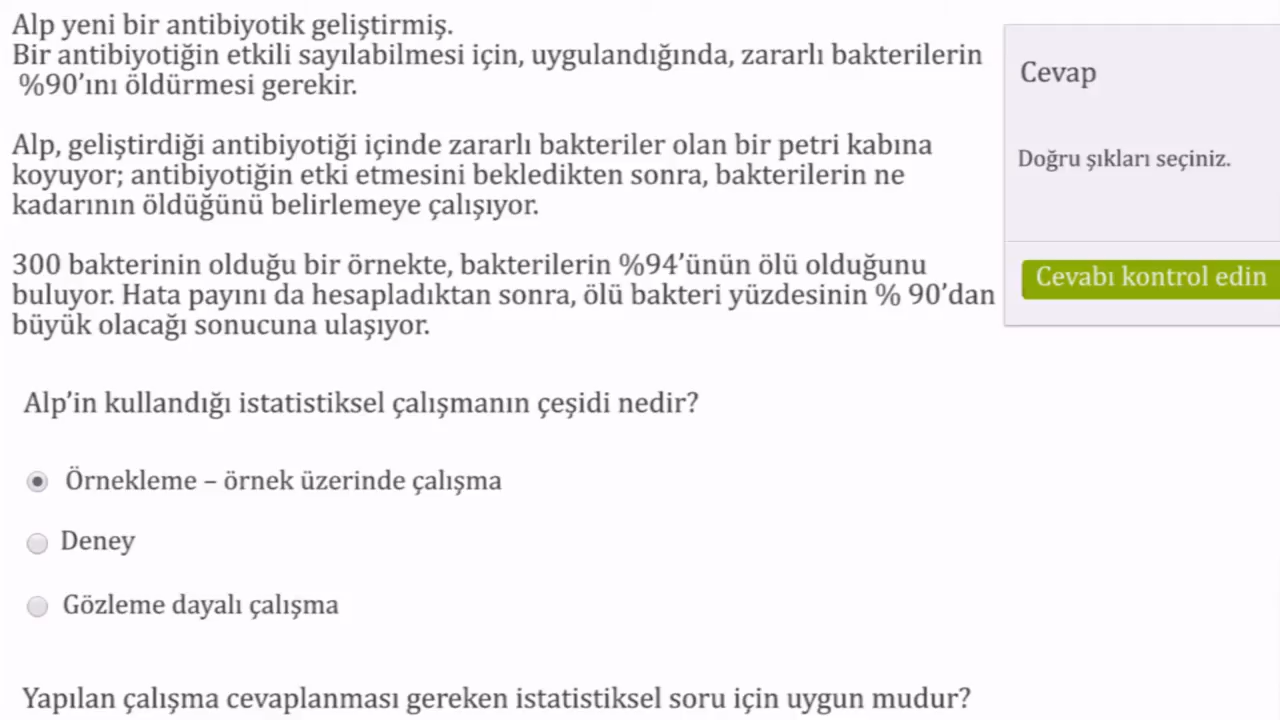 Alp yeni bir antibiyotik geliştirmiş.
Bir antibiyotiğin etkili sayılabilmesi için, uygulandığında, zararlı bakterilerin
%90’ını öldürmesi gerekir.
Alp, geliştirdiği antibiyotiği içinde zararlı bakteriler olan bir petri kabına
koyuyor; antibiyotiğin etki etmesini bekledikten sonra, bakterilerin ne
kadarının öldüğünü belirlemeye çalışıyor.
300 bakterinin olduğu bir örnekte, bakterilerin %94’ünün ölü olduğunu
buluyor. Hata payını da hesapladıktan sonra, ölü bakteri yüzdesinin % 90’dan
büyük olacağı sonucuna ulaşıyor.
Alp’in kullandığı istatistiksel çalışmanın çeşidi nedir?
Örnekleme – örnek üzerinde çalışma
Deney
Gözleme dayalı çalışma
Yapılan çalışma cevaplanması gereken istatistiksel soru için uygun mudur?
Cevap
Doğru şıkları seçiniz.
Cevabı kontrol edin